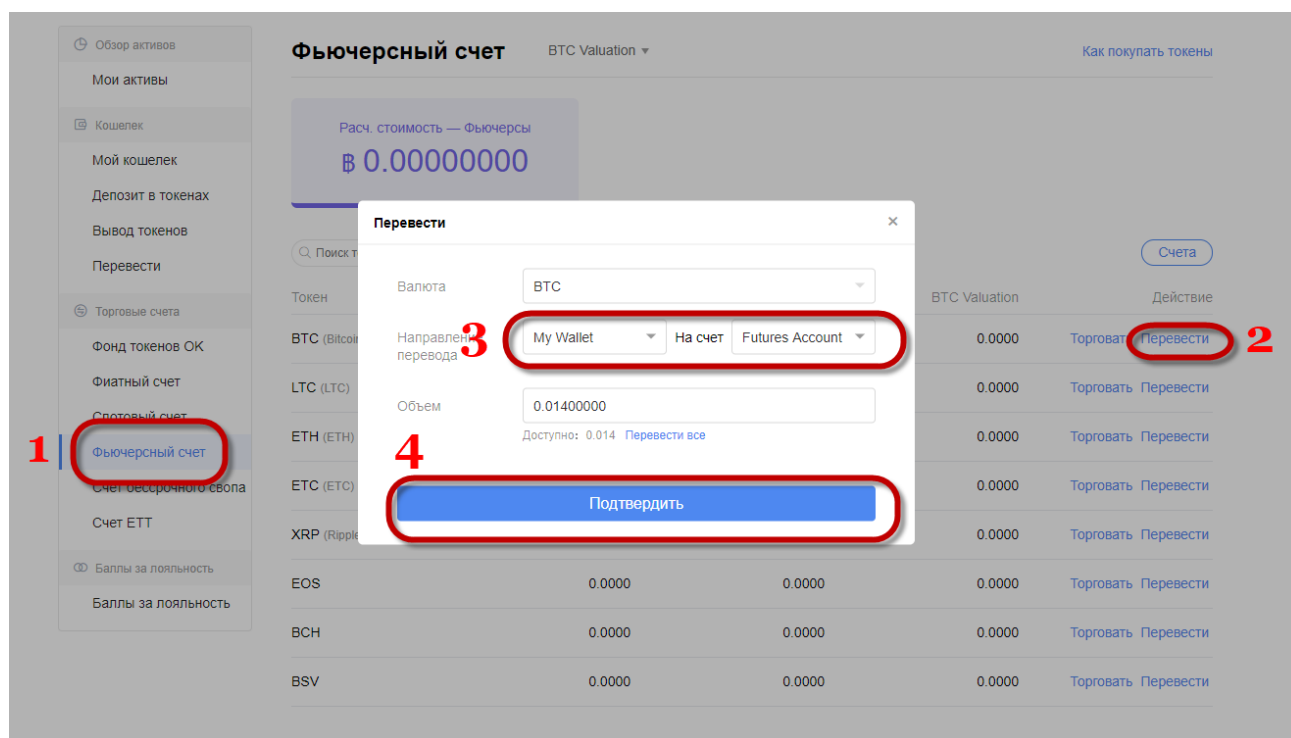 Обзор активов
Мои активы
Кошелек
Мой кошелек
Депозит в токенах
Вывод токенов
Перевести
Торговые счета
Фонд токенов ОК
Фиатный счет
Спотовый счет
1
Фьючерсный счет
Счет бессрочного свопа
Счет ЕТТ
Баллы за лояльность
Баллы за лояльность
Фьючерсный счет BTC Valuation Как покупать токены
Расч. стоимость — Фьючерсы
฿ 0.00000000
Поиск т Счета
Токен BTC Valuation Действие
BTC (Bitcoi 0.0000 Торговать Перевести 2
LTC (LTC) 0.0000 Торговать Перевести
ETH (ETH) 0.0000 Торговать Перевести
ETC (ETC) 0.0000 Торговать Перевести
XRP (Ripple 0.0000 Торговать Перевести
EOS 0.0000 0.0000 0.0000 Торговать Перевести
BCH 0.0000 0.0000 0.0000 Торговать Перевести
BSV 0.0000 0.0000 0.0000 Торговать Перевести
Перевести ×
Валюта BTC
Направление 3 My Wallet На счет Futures Account
перевода
Объем 0.01400000
Доступно: 0.014 Перевести все
4
Подтвердить